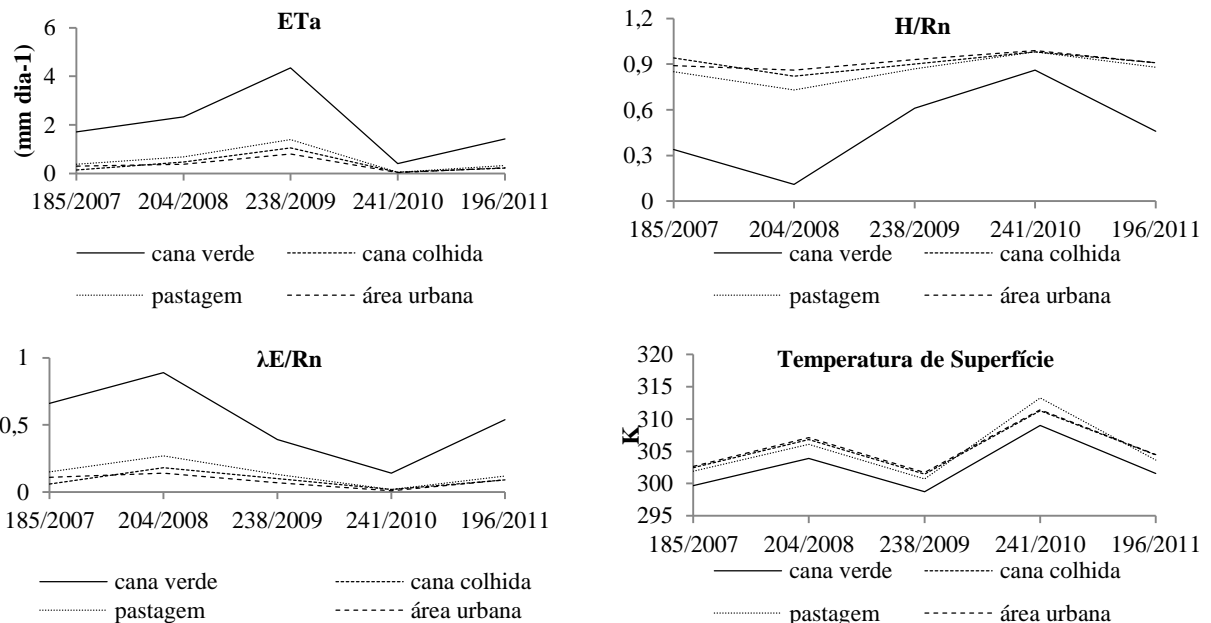 ETa
(mm dia-1)
6
4
2
0
185/2007 204/2008 238/2009 241/2010 196/2011
cana verde cana colhida
pastagem área urbana
H/Rn
1,2
0,9
0,6
0,3
0
185/2007 204/2008 238/2009 241/2010 196/2011
cana verde cana colhida
pastagem área urbana
λE/Rn
1
0,5
0
185/2007 204/2008 238/2009 241/2010 196/2011
cana verde cana colhida
pastagem área urbana
Temperatura de Superfície
K
320
315
310
305
300
295
185/2007 204/2008 238/2009 241/2010 196/2011
cana verde cana colhida
pastagem área urbana